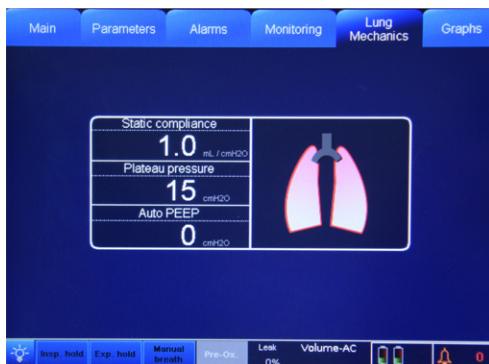 Main Parameters Alarms Monitoring Lung Mechanics Graphs
Static compliance
1.0 mL / cmH2O
Plateau pressure
15 cmH2O
Auto PEEP
0 cmH2O
Insp. hold Exp. hold Manual breath Pre-Ox. Leak 0% Volume-AC 0